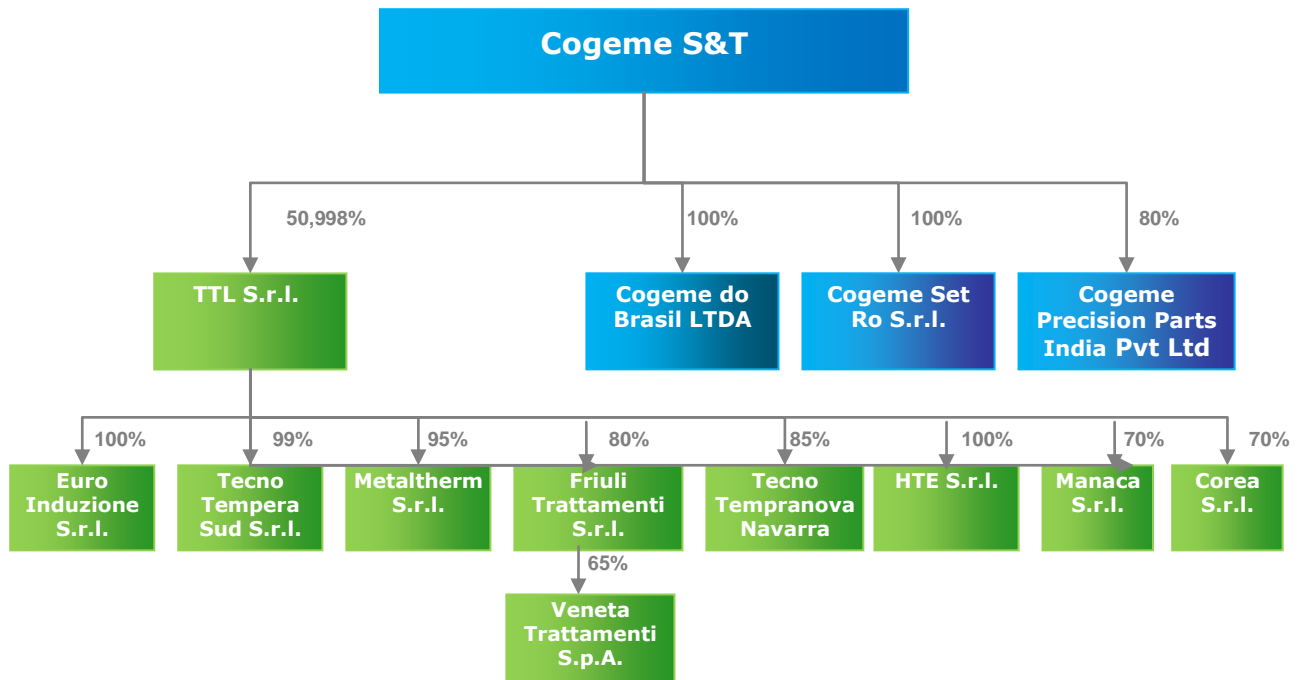 Cogeme S&T
50,998%
100%
100%
80%
TTL S.r.l.
Cogeme do
Brasil LTDA
Cogeme Set
Ro S.r.l.
Cogeme
Precision Parts
India Pvt Ltd
100%
99%
95%
80%
85%
100%
70%
70%
Euro
Induzione
S.r.l.
Tecno
Tempera
Sud S.r.l.
Metaltherm
S.r.l.
Friuli
Trattamenti
S.r.l.
Tecno
Tempranova
Navarra
HTE S.r.l.
Manaca
S.r.l.
Corea
S.r.l.
65%
Veneta
Trattamenti
S.p.A.